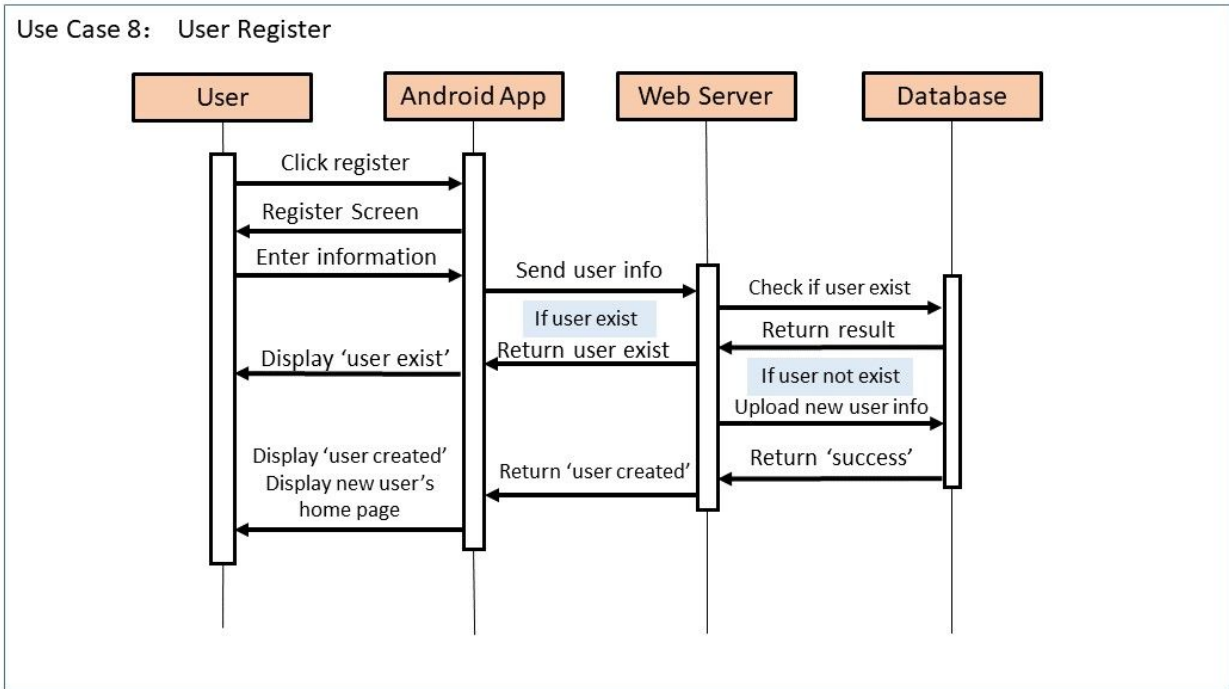 Use Case 8: User Register
User
Android App
Web Server
Database
Click register
Register Screen
Enter information
Send user info
Check if user exist
If user exist
Return result
Return user exist
Display ‘user exist’
If user not exist
Upload new user info
Return ‘success’
Return ‘user created’
Display ‘user created’
Display new user’s
home page